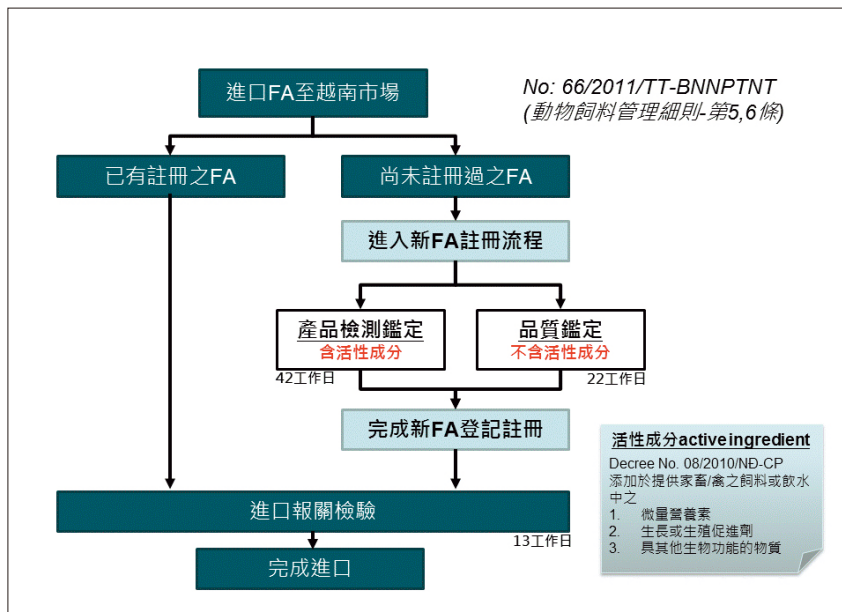 進口FA至越南市場
No: 66/2011/TT-BNNPTNT
(動物飼料管理細則-第5,6條)
已有註冊之FA
尚未註冊過之FA
進入新FA註冊流程
產品檢測鑑定
含活性成分
42工作日
品質鑑定
不含活性成分
22工作日
完成新FA登記註冊
活性成分active ingredient
Decree No. 08/2010/NĐ-CP
添加於提供家畜/禽之飼料或飲水
中之
1. 微量營養素
2. 生長或生殖促進劑
3. 具其他生物功能的物質
進口報關檢驗
13工作日
完成進口